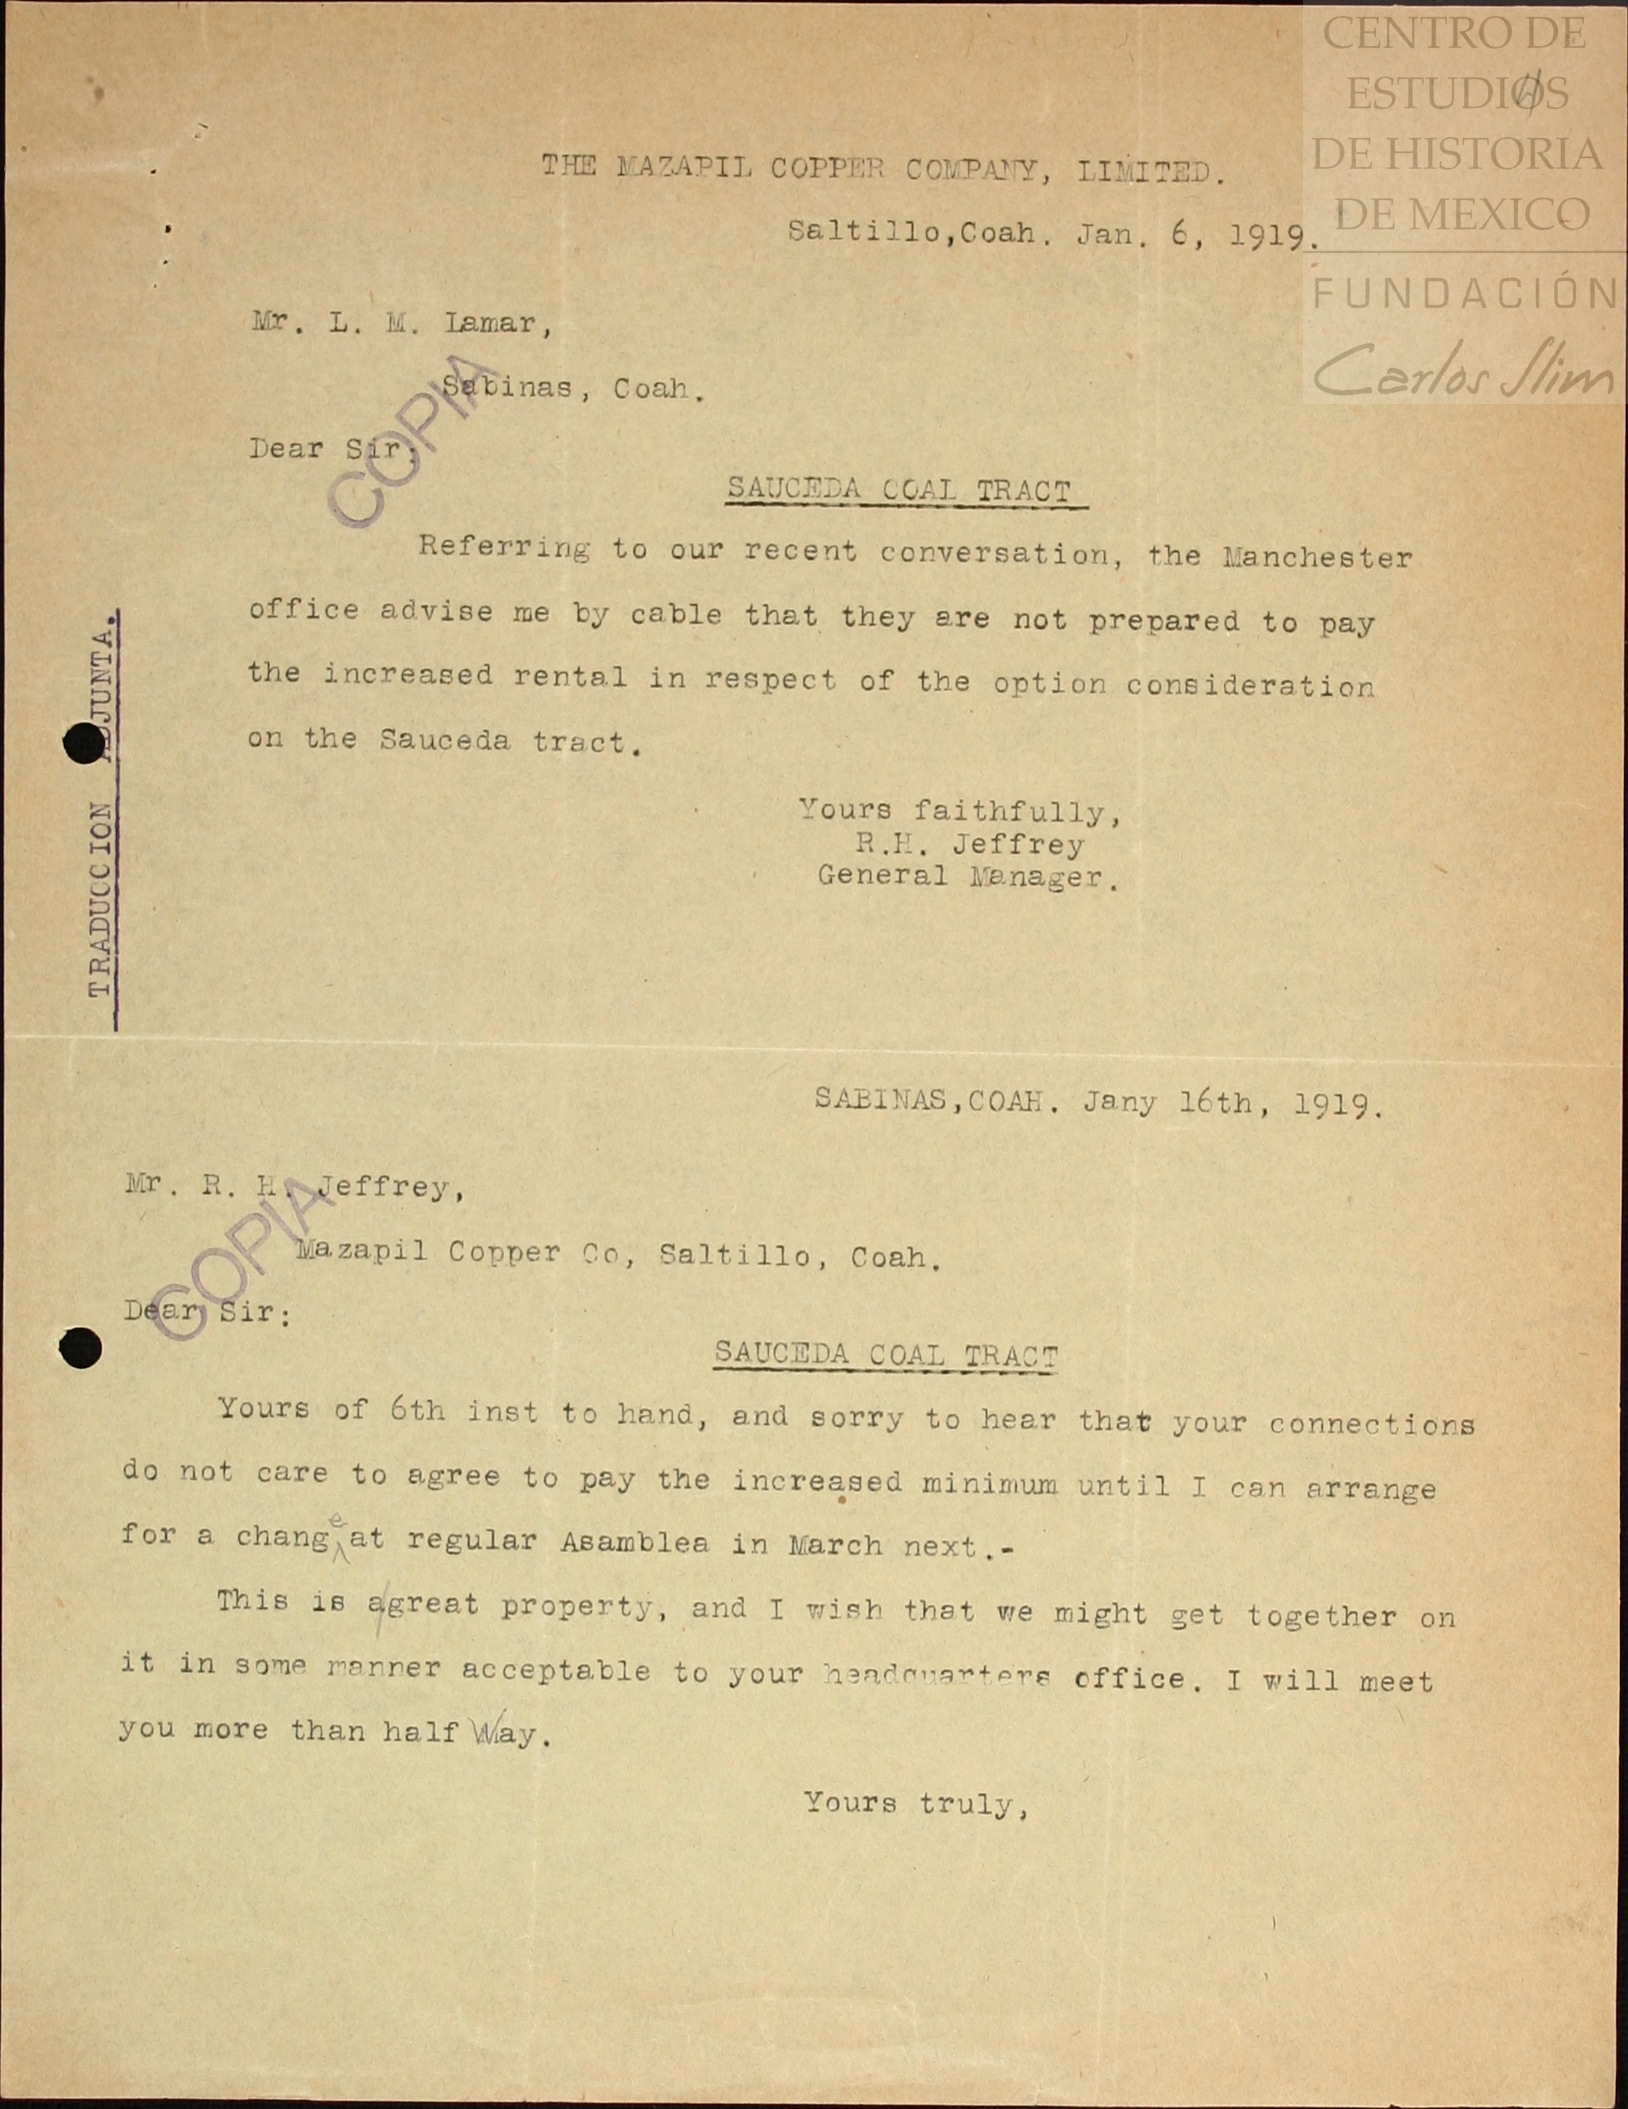 CENTRO DE
ESTUDIOS
DE HISTORIA
DE MEXICO
FUNDACIÓN
Carlos Slim
THE MAZAPIL COPPER COMPANY, LIMITED.
Saltillo,Coah. Jan. 6, 1919.
Mr. L. M. Lamar,
Sabinas, Coah.
COPIA
Dear Sir:
SAUCEDA COAL TRACT
Referring to our recent conversation, the Manchester
office advise me by cable that they are not prepared to pay
the increased rental in respect of the option consideration
on the Sauceda tract.
Yours faithfully,
R.H. Jeffrey
General Manager.
TRADUCCION ADJUNTA.
SABINAS,COAH. Jany 16th, 1919.
Mr. R. H. Jeffrey,
Mazapil Copper Co, Saltillo, Coah.
COPIA
Dear Sir:
SAUCEDA COAL TRACT
Yours of 6th inst to hand, and sorry to hear that your connections
do not care to agree to pay the increased minimum until I can arrange
for a change at regular Asamblea in March next.-
This is a great property, and I wish that we might get together on
it in some manner acceptable to your headquarters office. I will meet
you more than half Way.
Yours truly,